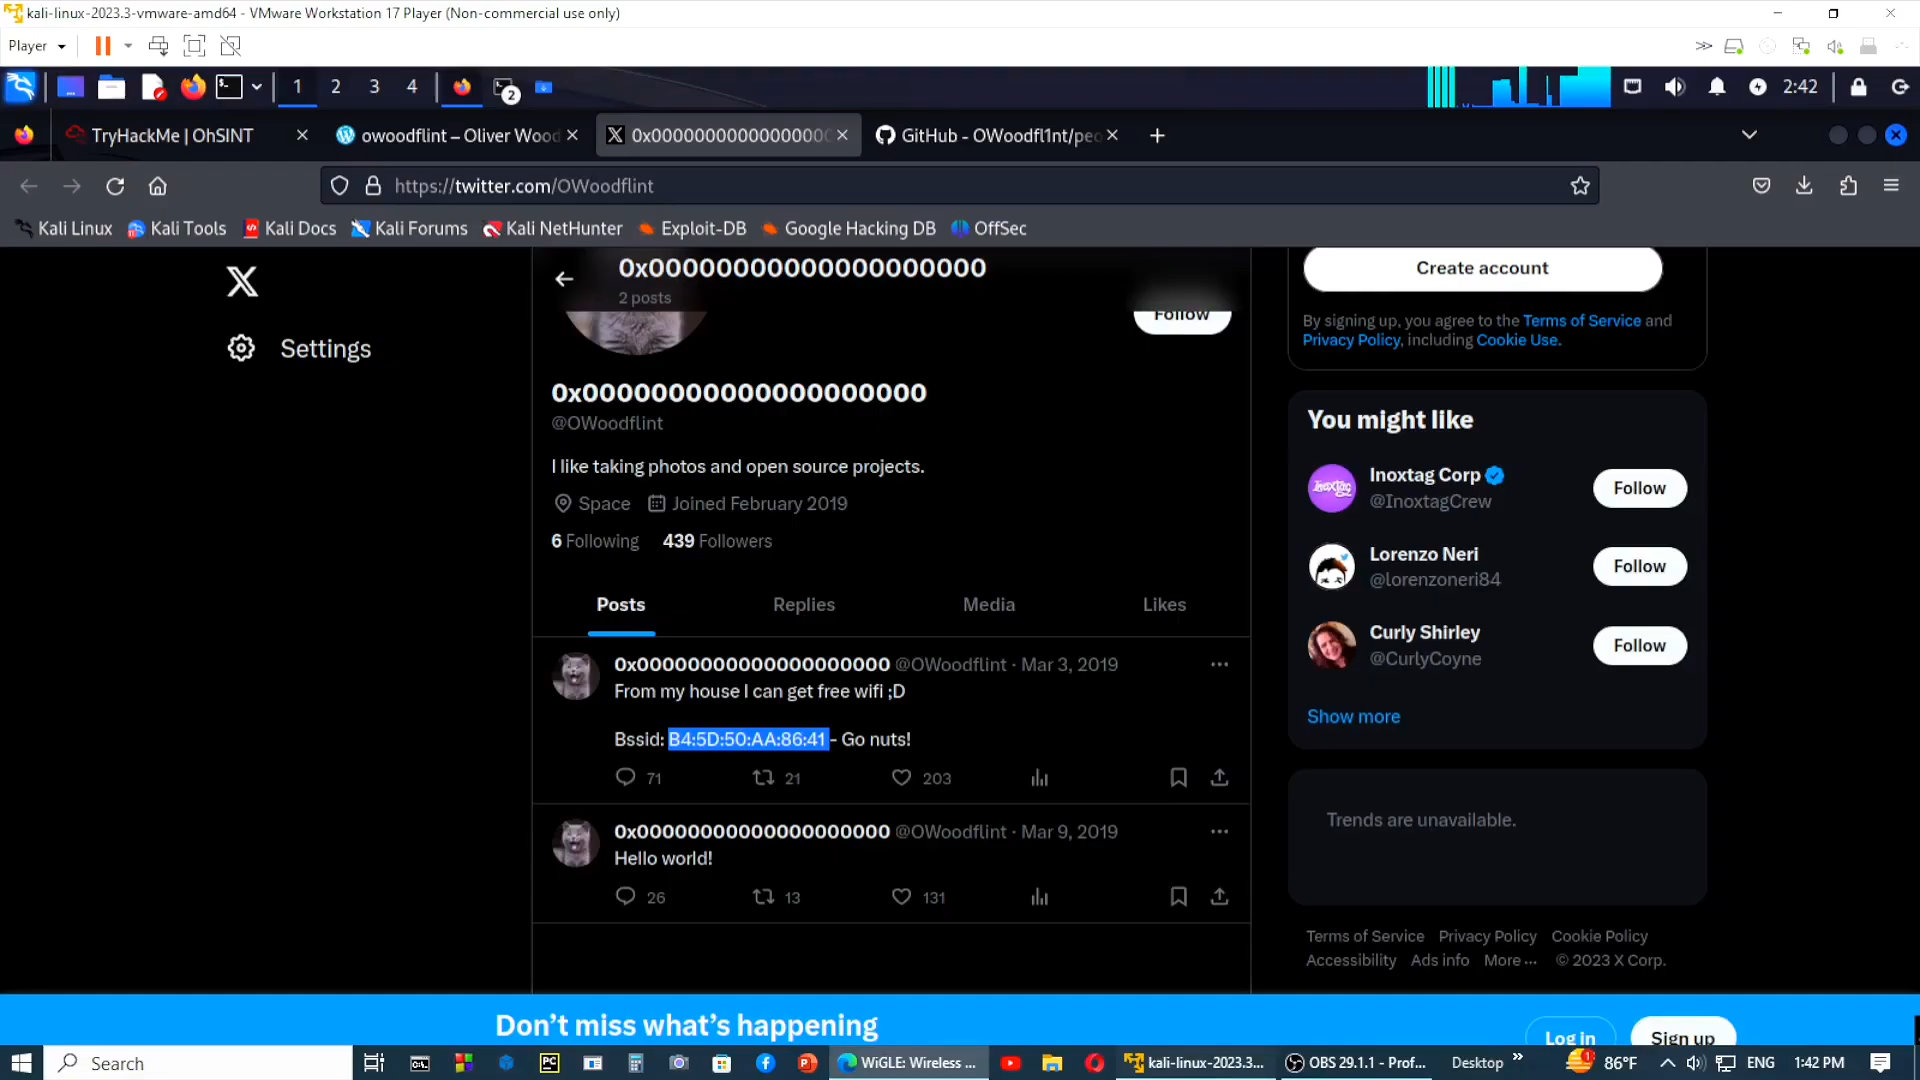 kali-linux-2023.3-vmware-amd64 - VMware Workstation 17 Player (Non-commercial use only)
Player
1 2 3 4
2
2:42
TryHackMe | OhSINT
owoodflint – Oliver Wood
0x0000000000000000
GitHub - OWoodfl1nt/peo
https://twitter.com/OWoodflint
Kali Linux Kali Tools Kali Docs Kali Forums Kali NetHunter Exploit-DB Google Hacking DB OffSec
0x00000000000000000000
2 posts
Follow
Settings
0x00000000000000000000
@OWoodflint
I like taking photos and open source projects.
Space Joined February 2019
6 Following 439 Followers
Posts Replies Media Likes
0x00000000000000000000 @OWoodflint · Mar 3, 2019
From my house I can get free wifi ;D
Bssid: B4:5D:50:AA:86:41 - Go nuts!
71 21 203
0x00000000000000000000 @OWoodflint · Mar 9, 2019
Hello world!
26 13 131
Create account
By signing up, you agree to the Terms of Service and
Privacy Policy, including Cookie Use.
You might like
Inoxtag Corp
@InoxtagCrew
Follow
Lorenzo Neri
@lorenzoneri84
Follow
Curly Shirley
@CurlyCoyne
Follow
Show more
Trends are unavailable.
Terms of Service Privacy Policy Cookie Policy
Accessibility Ads info More ··· © 2023 X Corp.
Don’t miss what’s happening
Log in
Sign up
Search
WiGLE: Wireless ...
kali-linux-2023.3...
OBS 29.1.1 - Prof...
Desktop
86°F
ENG
1:42 PM